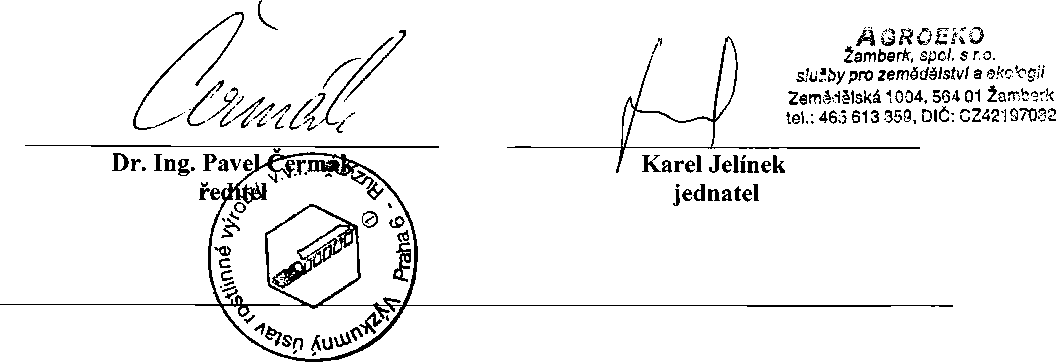 Čermák
AGROEKO
Žamberk, spol. s r.o.
služby pro zemědělství a ekologii
Zemědělská 1004, 564 01 Žamberk
tel.: 465 613 359, DIČ: CZ42197082
Dr. Ing. Pavel Čermák
ředitel
Karel Jelínek
jednatel
Výzkumný ústav rostlinné výroby, v.v.i. Praha 6 - Ruzyně